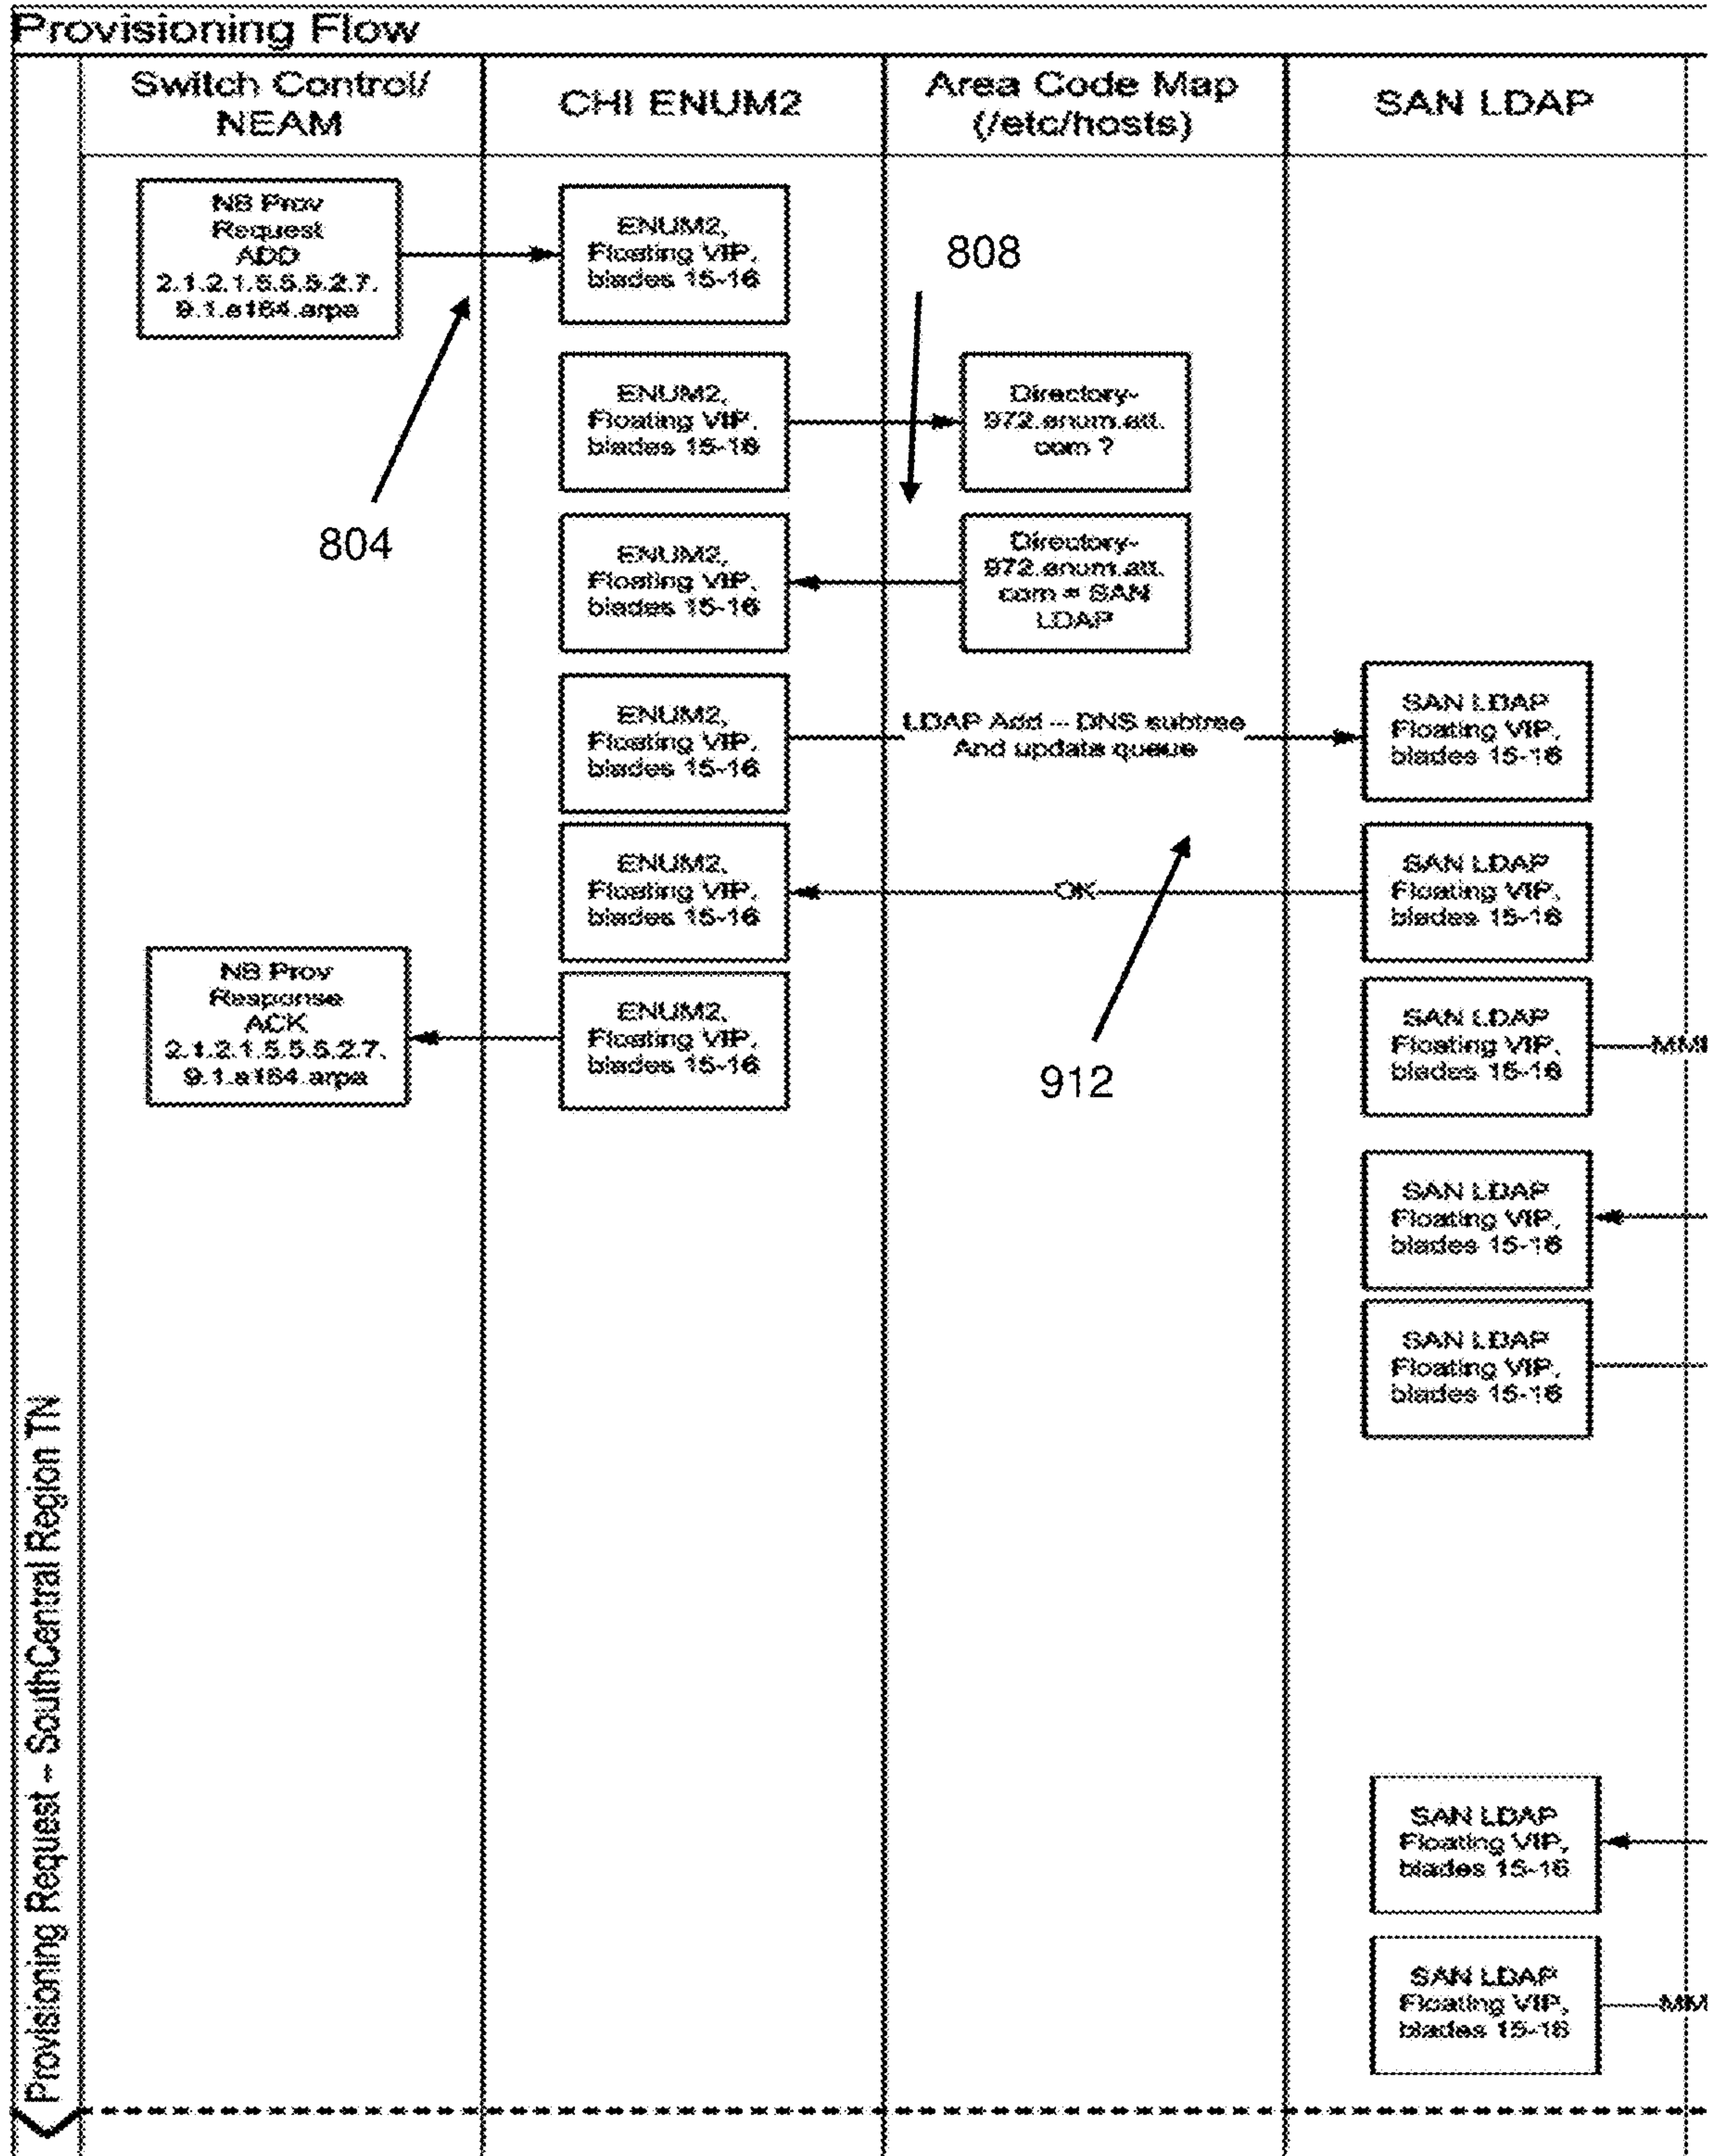 Provisioning Flow
Switch Control/
NEAM
CHI ENUM2
Area Code Map
(/etc/hosts)
SAN LDAP
NB Prov
Request
ADD
2.1.2.1.5.5.5.2.7.
9.1.e164.arpa
ENUM2,
Floating VIP,
blades 15-16
808
804
ENUM2,
Floating VIP,
blades 15-16
Directory-
972.enum.att.
com ?
ENUM2,
Floating VIP,
blades 15-16
Directory-
972.enum.att.
com = SAN
LDAP
ENUM2,
Floating VIP,
blades 15-16
LDAP Add -- DNS subtree
And update queue
SAN LDAP
Floating VIP,
blades 15-16
ENUM2,
Floating VIP,
blades 15-16
OK
SAN LDAP
Floating VIP,
blades 15-16
912
NB Prov
Response
ACK
2.1.2.1.5.5.5.2.7.
9.1.e164.arpa
ENUM2,
Floating VIP,
blades 15-16
SAN LDAP
Floating VIP,
blades 15-16
SAN LDAP
Floating VIP,
blades 15-16
SAN LDAP
Floating VIP,
blades 15-16
SAN LDAP
Floating VIP,
blades 15-16
SAN LDAP
Floating VIP,
blades 15-16
Provisioning Request – SouthCentral Region TN